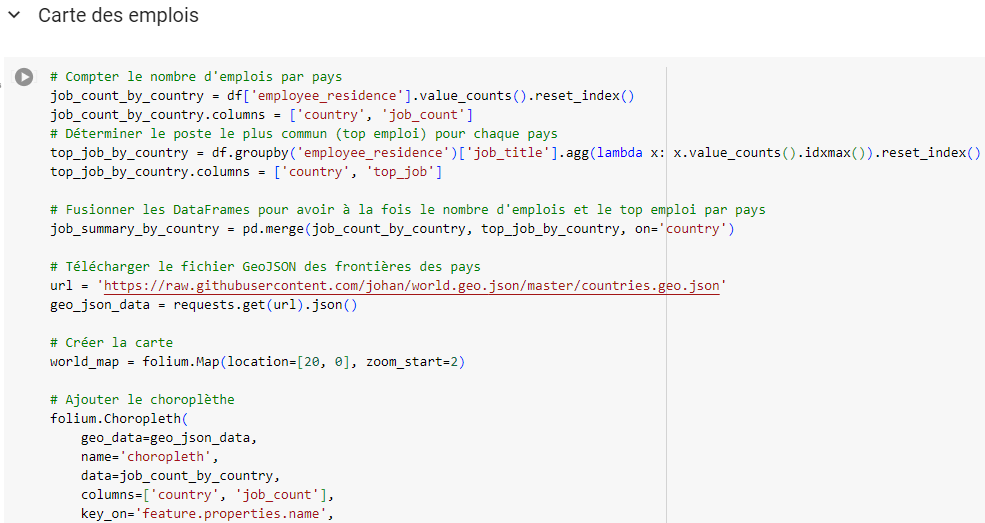 Carte des emplois
# Compter le nombre d'emplois par pays
job_count_by_country = df['employee_residence'].value_counts().reset_index()
job_count_by_country.columns = ['country', 'job_count']
# Déterminer le poste le plus commun (top emploi) pour chaque pays
top_job_by_country = df.groupby('employee_residence')['job_title'].agg(lambda x: x.value_counts().idxmax()).reset_index()
top_job_by_country.columns = ['country', 'top_job']
# Fusionner les DataFrames pour avoir à la fois le nombre d'emplois et le top emploi par pays
job_summary_by_country = pd.merge(job_count_by_country, top_job_by_country, on='country')
# Télécharger le fichier GeoJSON des frontières des pays
url = 'https://raw.githubusercontent.com/johan/world.geo.json/master/countries.geo.json'
geo_json_data = requests.get(url).json()
# Créer la carte
world_map = folium.Map(location=[20, 0], zoom_start=2)
# Ajouter le choroplèthe
folium.Choropleth(
    geo_data=geo_json_data,
    name='choropleth',
    data=job_count_by_country,
    columns=['country', 'job_count'],
    key_on='feature.properties.name',